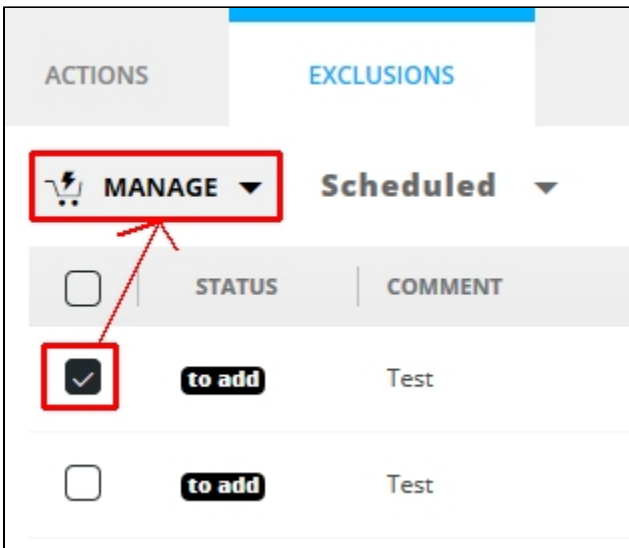 ACTIONS EXCLUSIONS
MANAGE Scheduled
STATUS COMMENT
to add Test
to add Test